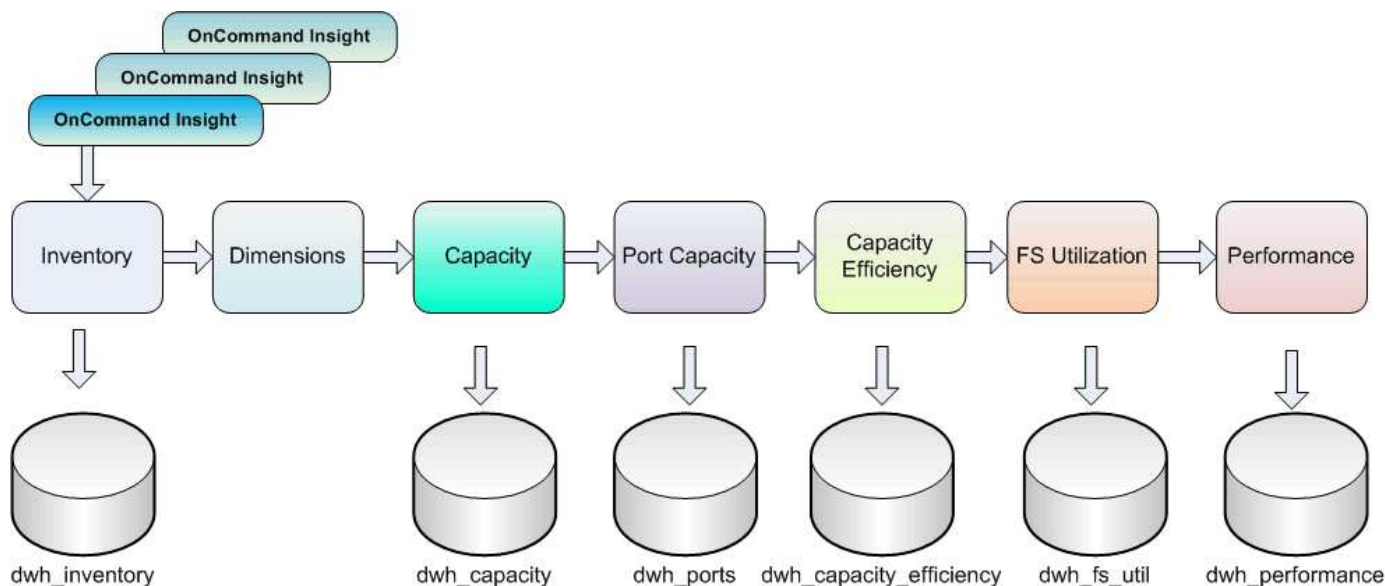 OnCommand Insight
OnCommand Insight
OnCommand Insight
Inventory
Dimensions
Capacity
Port Capacity
Capacity
Efficiency
FS Utilization
Performance
dwh_inventory
dwh_capacity
dwh_ports
dwh_capacity_efficiency
dwh_fs_util
dwh_performance